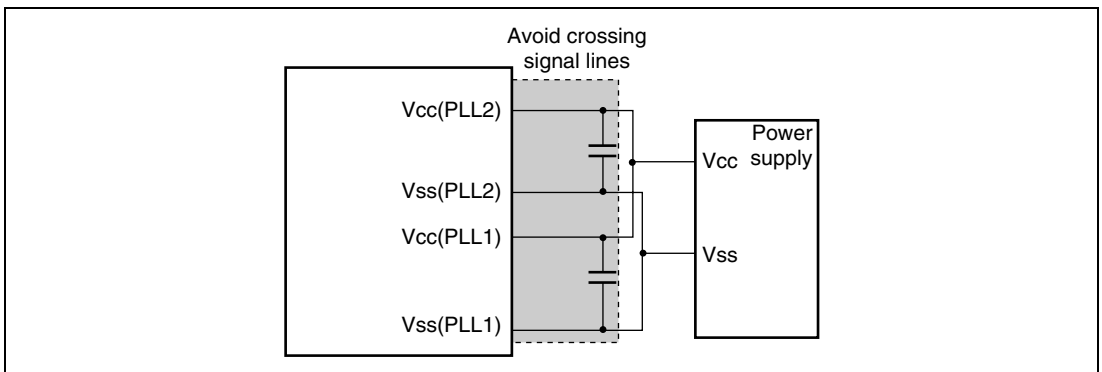 Avoid crossing
signal lines
Vcc(PLL2)
Vss(PLL2)
Vcc(PLL1)
Vss(PLL1)
Power
supply
Vcc
Vss